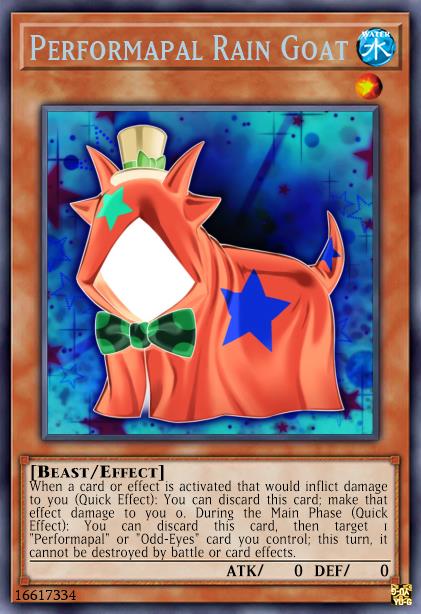 PERFORMAPAL RAIN GOAT
WATER
水
[BEAST/EFFECT]
When a card or effect is activated that would inflict damage
to you (Quick Effect): You can discard this card; make that
effect damage to you 0. During the Main Phase (Quick
Effect): You can discard this card, then target 1
"Performapal" or "Odd-Eyes" card you control; this turn, it
cannot be destroyed by battle or card effects.
ATK/ 0 DEF/ 0
16617334